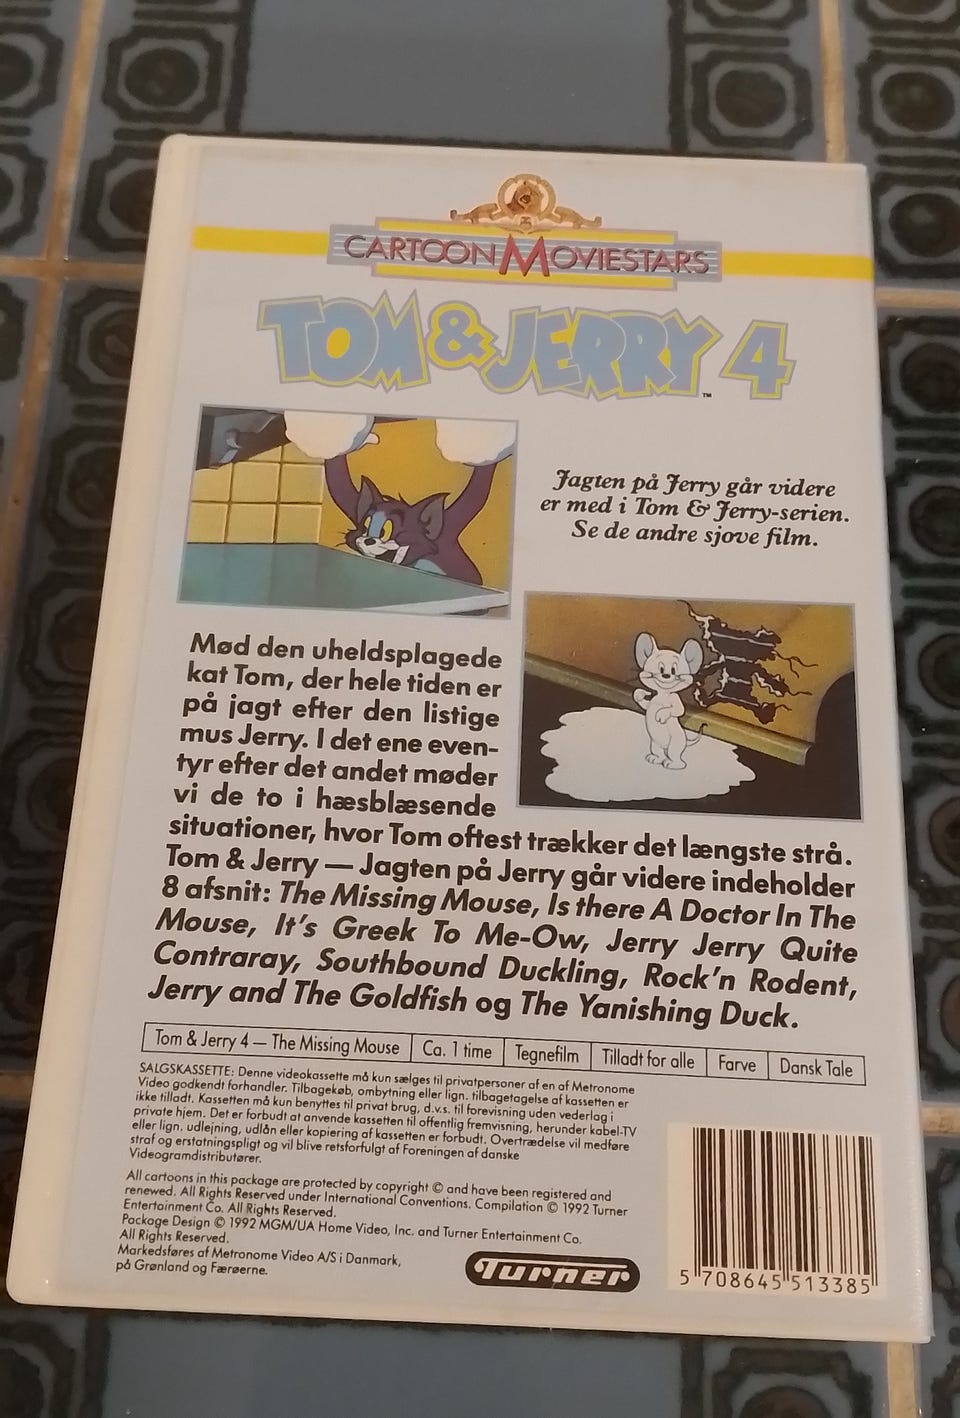 CARTOON MOVIESTARS
TOM & JERRY 4
TM
Jagten på Jerry går videre
er med i Tom & Jerry-serien.
Se de andre sjove film.
Mød den uheldsplagede
kat Tom, der hele tiden er
på jagt efter den listige
mus Jerry. I det ene even-
tyr efter det andet møder
vi de to i hæsblæsende
situationer, hvor Tom oftest trækker det længste strå.
Tom & Jerry — Jagten på Jerry går videre indeholder
8 afsnit: The Missing Mouse, Is there A Doctor In The
Mouse, It's Greek To Me-Ow, Jerry Jerry Quite
Contraray, Southbound Duckling, Rock'n Rodent,
Jerry and The Goldfish og The Yanishing Duck.
Tom & Jerry 4 — The Missing Mouse Ca. 1 time Tegnefilm Tilladt for alle Farve Dansk Tale
SALGSKASSETTE: Denne videokassette må kun sælges til privatpersoner af en af Metronome
Video godkendt forhandler. Tilbagekøb, ombytning eller lign. tilbagetagelse af kassetten er
ikke tilladt. Kassetten må kun benyttes til privat brug, d.v.s. til forevisning uden vederlag i
private hjem. Det er forbudt at anvende kassetten til offentlig fremvisning, herunder kabel-TV
eller lign. udlejning, udlån eller kopiering af kassetten er forbudt. Overtrædelse vil medføre
straf og erstatningspligt og vil blive retsforfulgt af Foreningen af danske
Videogramdistributører.
All cartoons in this package are protected by copyright © and have been registered and
renewed. All Rights Reserved under International Conventions. Compilation © 1992 Turner
Entertainment Co. All Rights Reserved.
Package Design © 1992 MGM/UA Home Video, Inc. and Turner Entertainment Co.
All Rights Reserved.
Markedsføres af Metronome Video A/S i Danmark,
på Grønland og Færøerne.
Turner
5 708645 513385